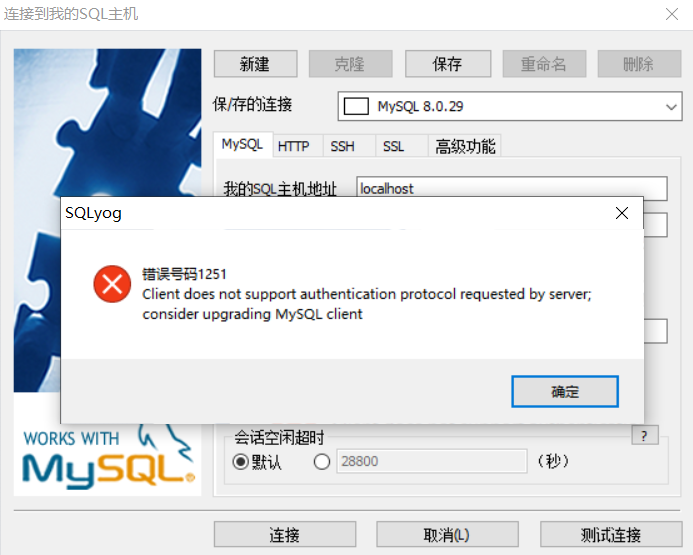 连接到我的SQL主机
新建
克隆
保存
重命名
删除
保/存的连接
MySQL 8.0.29
MySQL
HTTP
SSH
SSL
高级功能
我的SQL主机地址
localhost
SQLyog
错误号码1251
Client does not support authentication protocol requested by server;
consider upgrading MySQL client
确定
会话空闲超时
?
默认
28800
(秒)
WORKS WITH
MySQL
连接
取消(L)
测试连接